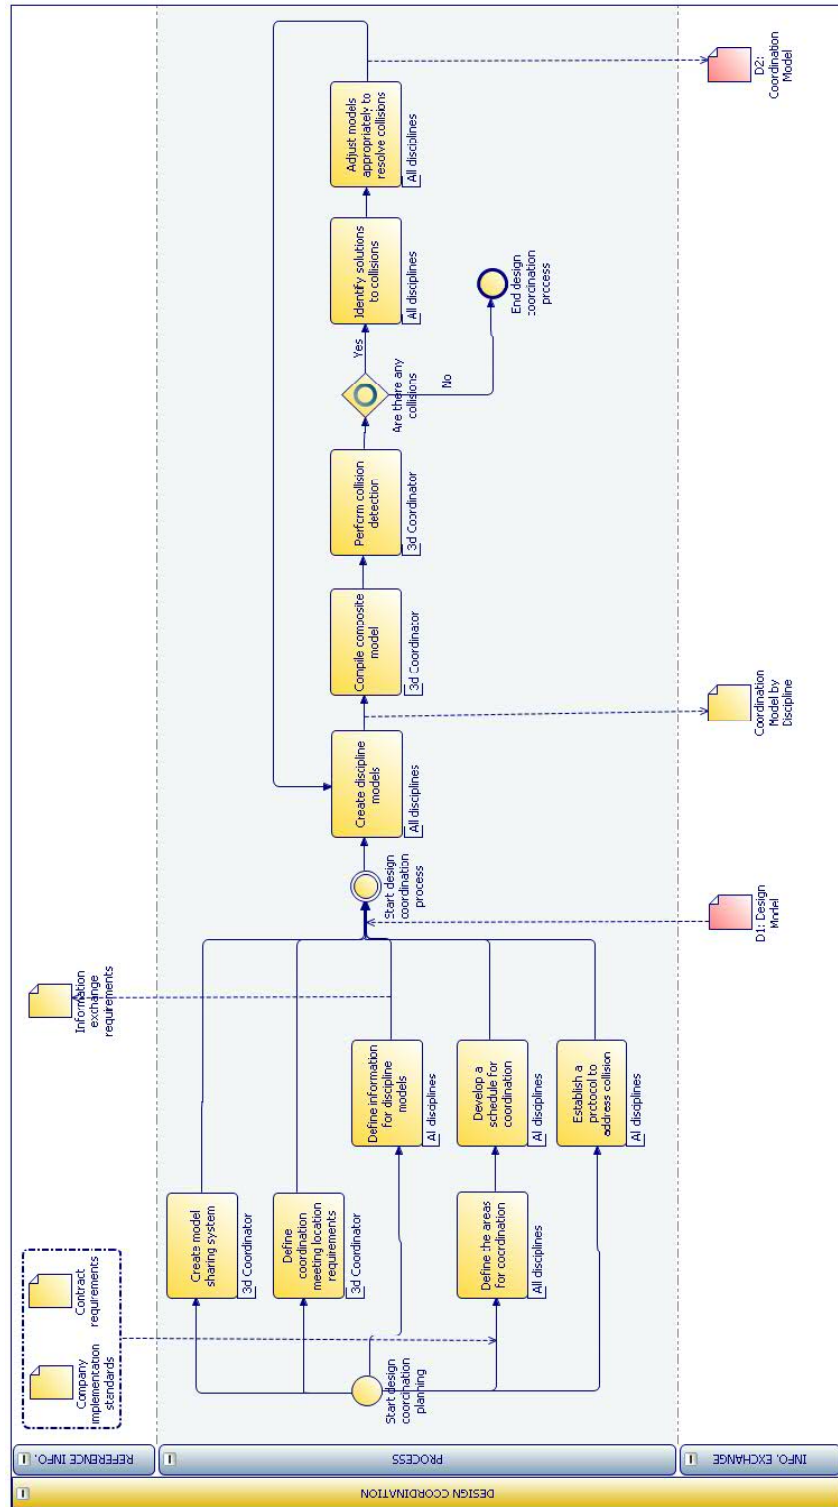 DESIGN COORDINATION
REFERENCE INFO.
PROCESS
INFO. EXCHANGE
Company
implementation
standards
Contract
requirements
Information
exchange
requirements
Start design
coordination
planning
Create model
sharing system
3d Coordinator
Define
coordination
meeting location
requirements
3d Coordinator
Define information
for discipline
models
All disciplines
Define the areas
for coordination
All disciplines
Develop a
schedule for
coordination
All disciplines
Establish a
protocol to
address collision
All disciplines
Start design
coordination
process
Create discipline
models
All disciplines
Compile composite
model
3d Coordinator
Perform collision
detection
3d Coordinator
Are there any
collisions
Yes
No
Identify solutions
to collisions
All disciplines
Adjust models
appropriately to
resolve collisions
All disciplines
End design
coordination
process
D1: Design
Model
Coordination
Model by
Discipline
D2:
Coordination
Model